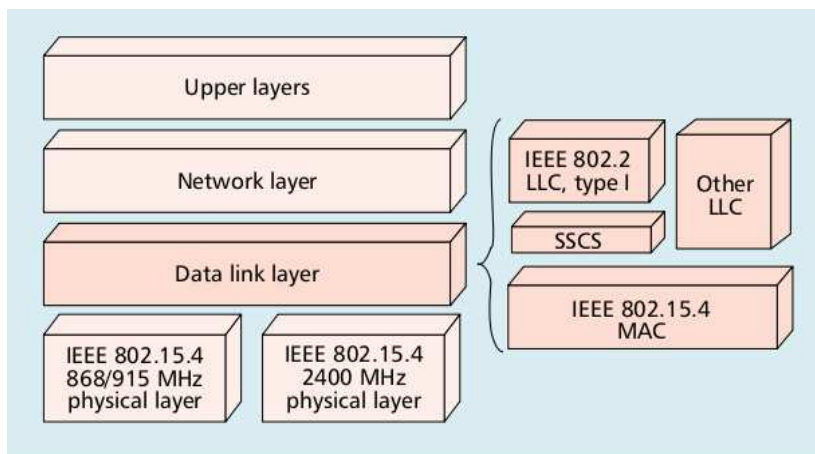 Upper layers
Network layer
Data link layer
IEEE 802.15.4
868/915 MHz
physical layer
IEEE 802.15.4
2400 MHz
physical layer
IEEE 802.2
LLC, type I
Other
LLC
SSCS
IEEE 802.15.4
MAC